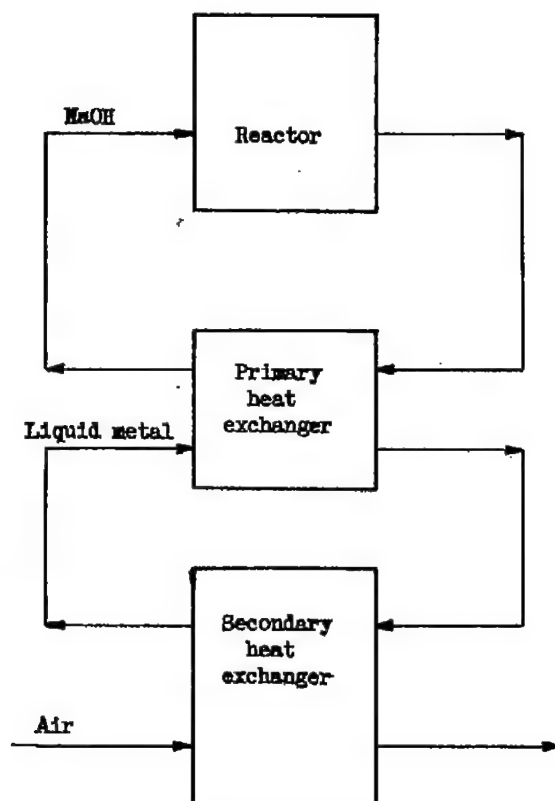 NaOH
Reactor
Primary
heat
exchanger
Liquid metal
Secondary
heat
exchanger
Air